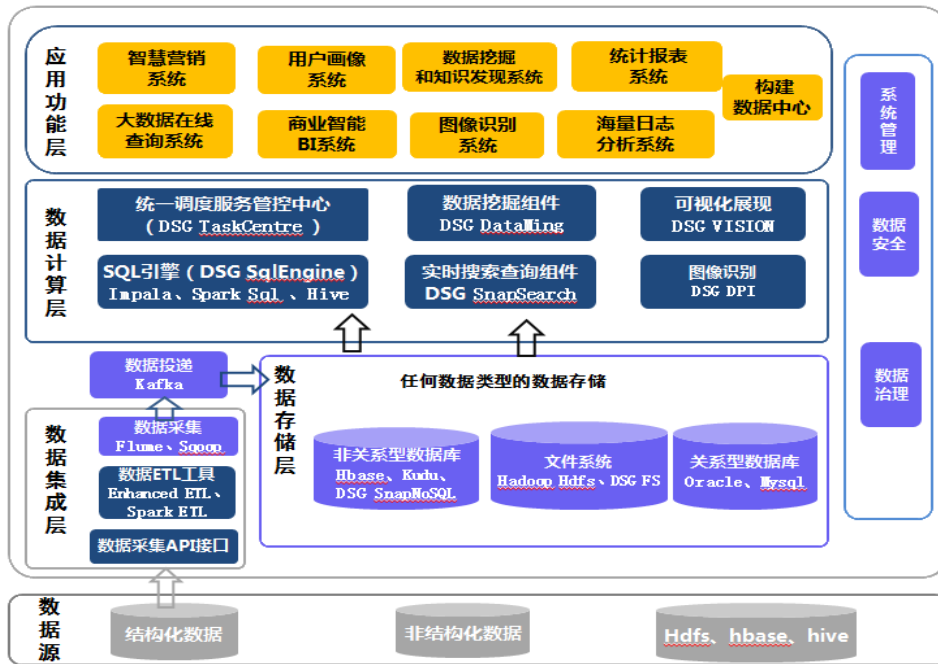 应用功能层
智慧营销
系统
用户画像
系统
数据挖掘
和知识发现系统
统计报表
系统
构建
数据中心
大数据在线
查询系统
商业智能
BI系统
图像识别
系统
海量日志
分析系统
系统管理
数据
安全
数据
治理
数据计算层
统一调度服务管控中心
（DSG TaskCentre ）
数据挖掘组件
DSG DataMing
可视化展现
DSG VISION
SQL引擎（DSG SqlEngine）
Impala、Spark Sql 、Hive
实时搜索查询组件
DSG SnapSearch
图像识别
DSG DPI
数据投递
Kafka
数据存储层
任何数据类型的数据存储
非关系型数据库
Hbase、Kudu、
DSG SnapNoSQL
文件系统
Hadoop Hdfs、DSG FS
关系型数据库
Oracle、Mysql
数据集成层
数据采集
Flume、Sqoop
数据ETL工具
Enhanced ETL、
Spark ETL
数据采集API接口
数据源
结构化数据
非结构化数据
Hdfs、hbase、hive